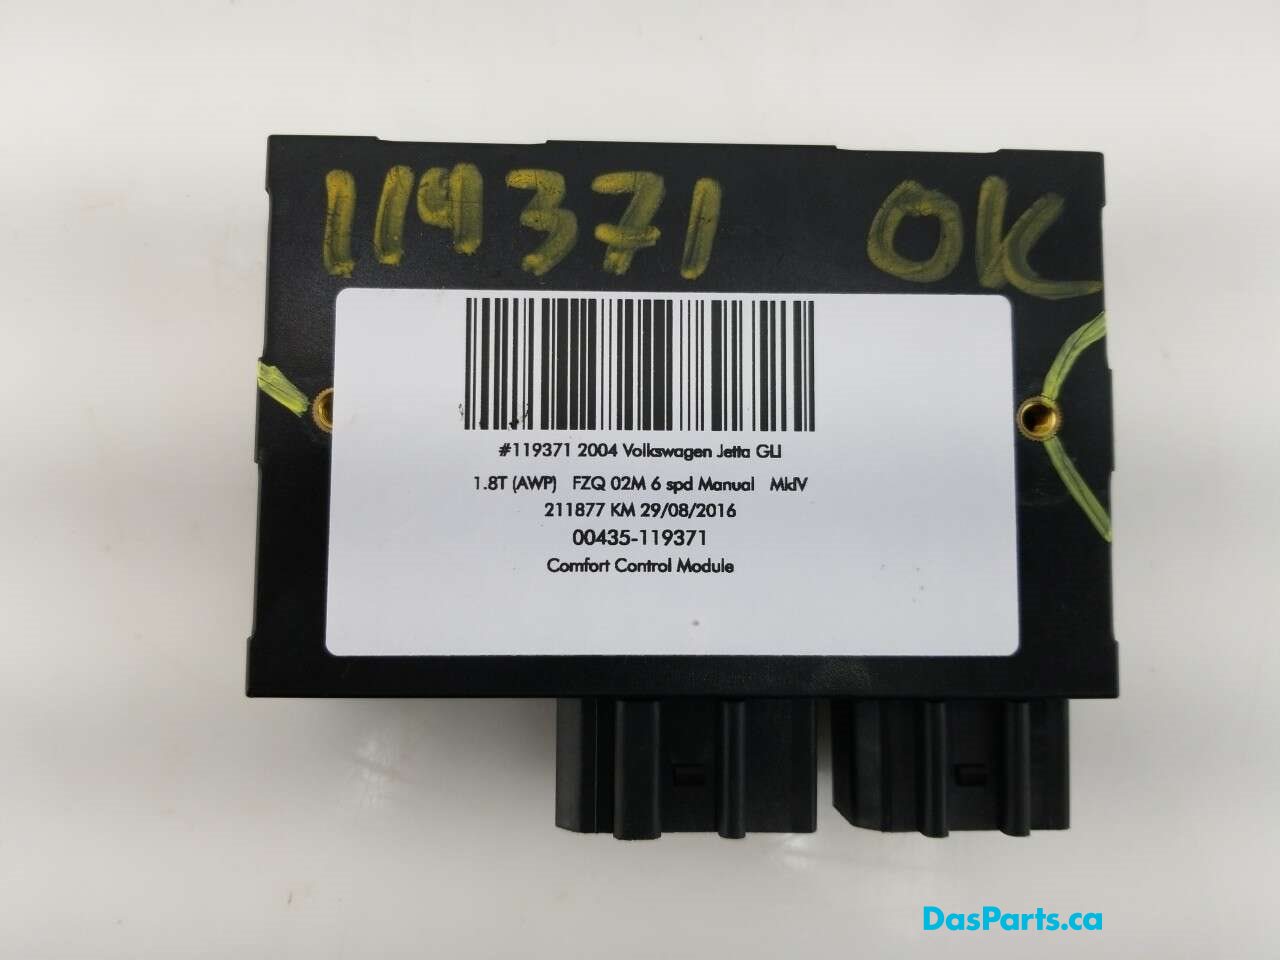 119371 OK
#119371 2004 Volkswagen Jetta GLI
1.8T (AWP) FZQ 02M 6 spd Manual MkIV
211877 KM 29/08/2016
00435-119371
Comfort Control Module
DasParts.ca